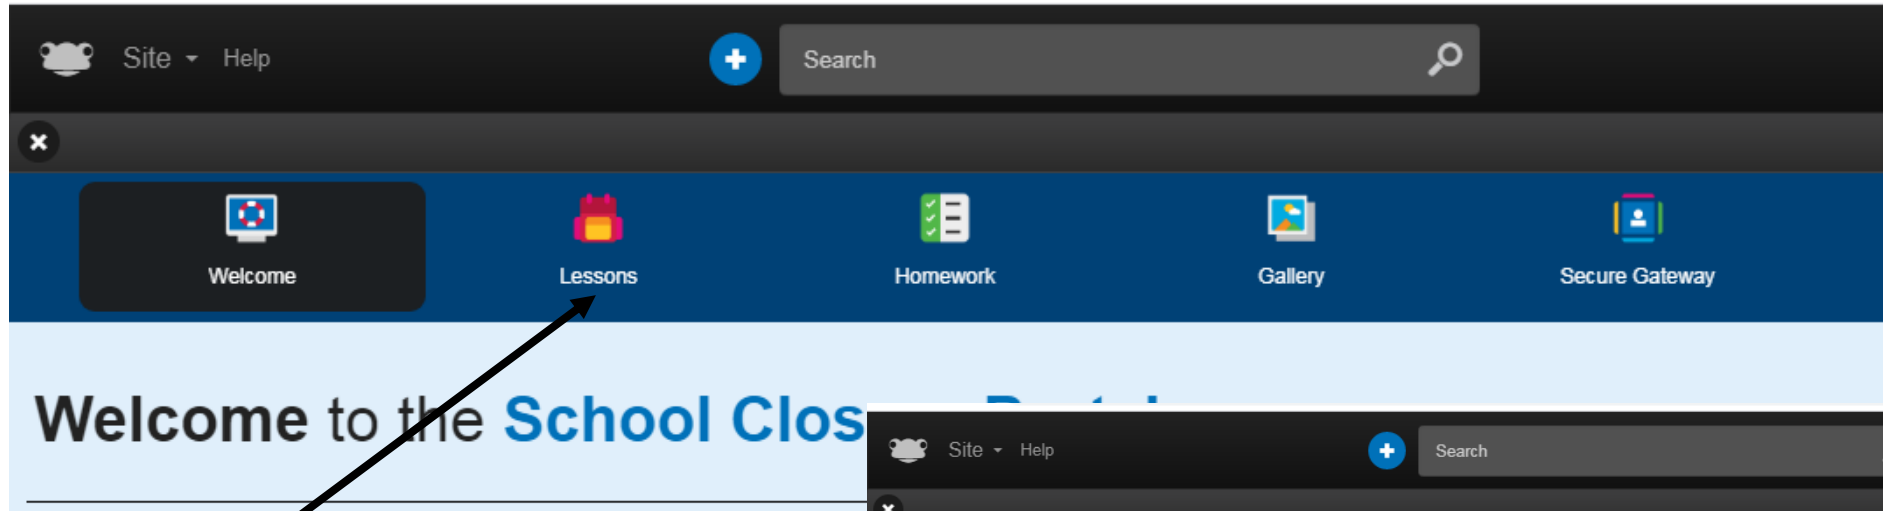 Site Help
Search
Welcome Lessons Homework Gallery Secure Gateway
Welcome to the School Clos
Site Help
Search